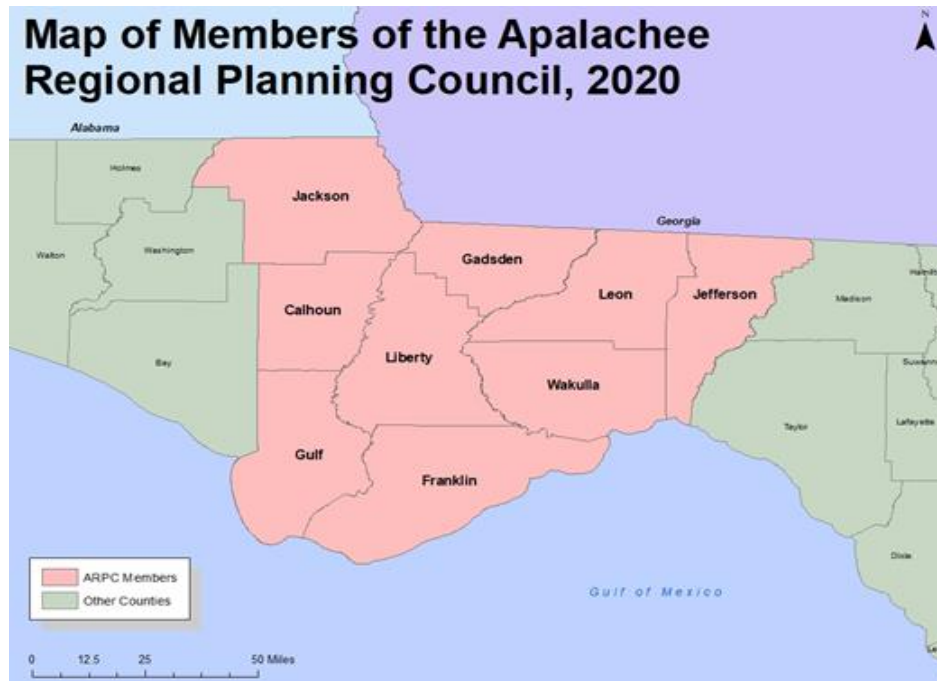 Map of Members of the Apalachee
Regional Planning Council, 2020
N
Alabama
Holmes
Jackson
Georgia
Walton
Washington
Gadsden
Leon
Jefferson
Madison
Calhoun
Liberty
Bay
Wakulla
Taylor
Lafayette
Gulf
Franklin
Dixie
ARPC Members
Other Counties
Gulf of Mexico
0 12.5 25 50 Miles